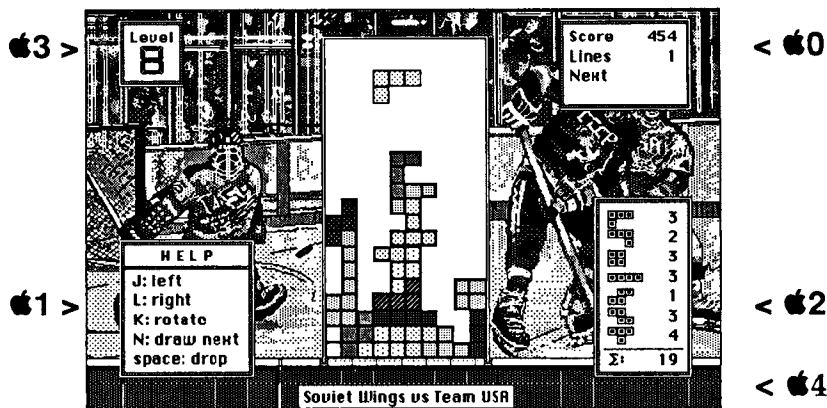 3 >
Level
8
Score 454
Lines 1
Next
< 0
HELP
J: left
L: right
K: rotate
N: draw next
space: drop
1 >
3
2
3
3
1
3
4
Σ: 19
< 2
< 4
Soviet Wings vs Team USA